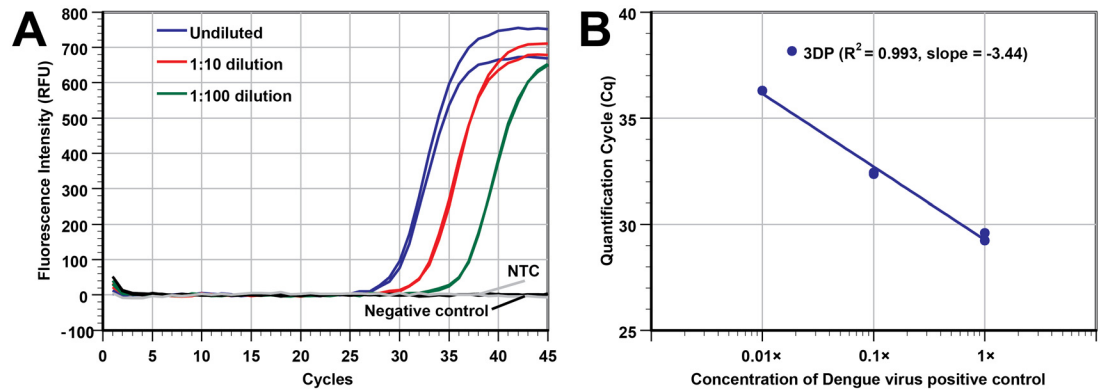 A
Fluorescence Intensity (RFU)
800
700
600
500
400
300
200
100
0
-100
Undiluted
1:10 dilution
1:100 dilution
NTC
Negative control
0 5 10 15 20 25 30 35 40 45
Cycles
B
Quantification Cycle (Cq)
40
35
30
25
3DP (R² = 0.993, slope = -3.44)
0.01× 0.1× 1×
Concentration of Dengue virus positive control